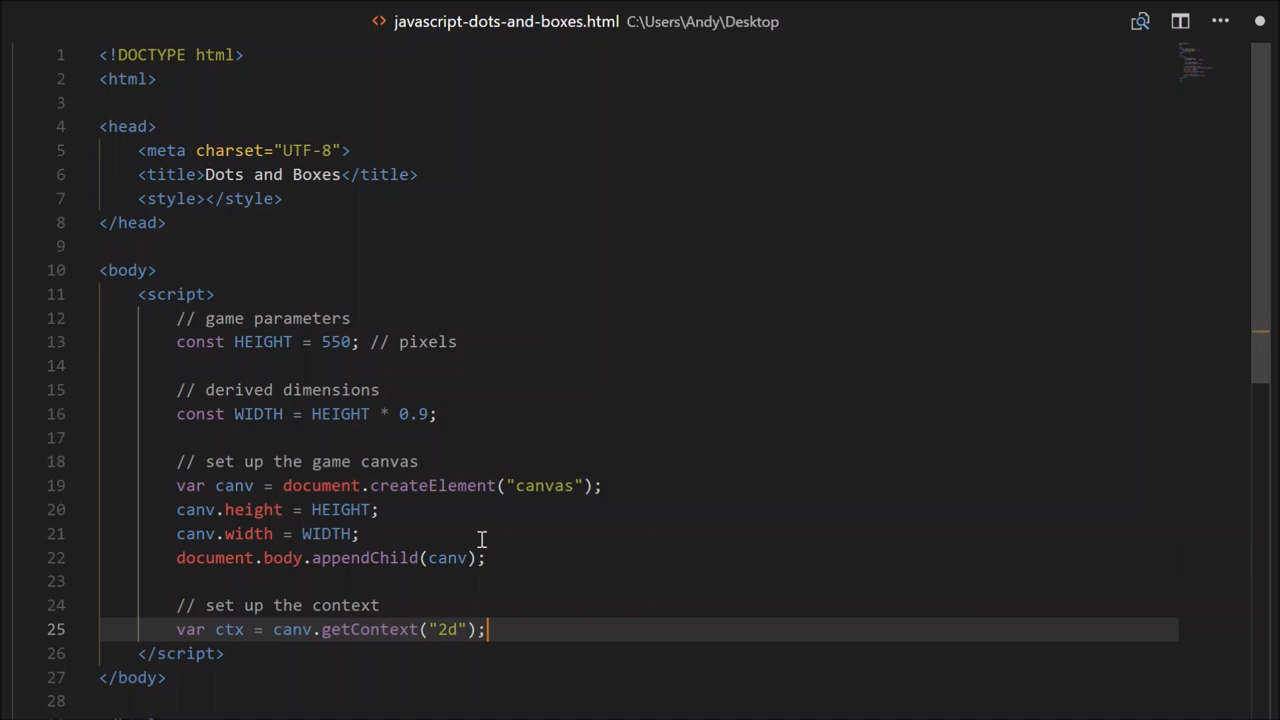 <> javascript-dots-and-boxes.html C:\Users\Andy\Desktop
1 <!DOCTYPE html>
2 <html>
3
4 <head>
5 <meta charset="UTF-8">
6 <title>Dots and Boxes</title>
7 <style></style>
8 </head>
9
10 <body>
11 <script>
12 // game parameters
13 const HEIGHT = 550; // pixels
14
15 // derived dimensions
16 const WIDTH = HEIGHT * 0.9;
17
18 // set up the game canvas
19 var canv = document.createElement("canvas");
20 canv.height = HEIGHT;
21 canv.width = WIDTH;
22 document.body.appendChild(canv);
23
24 // set up the context
25 var ctx = canv.getContext("2d");
26 </script>
27 </body>
28